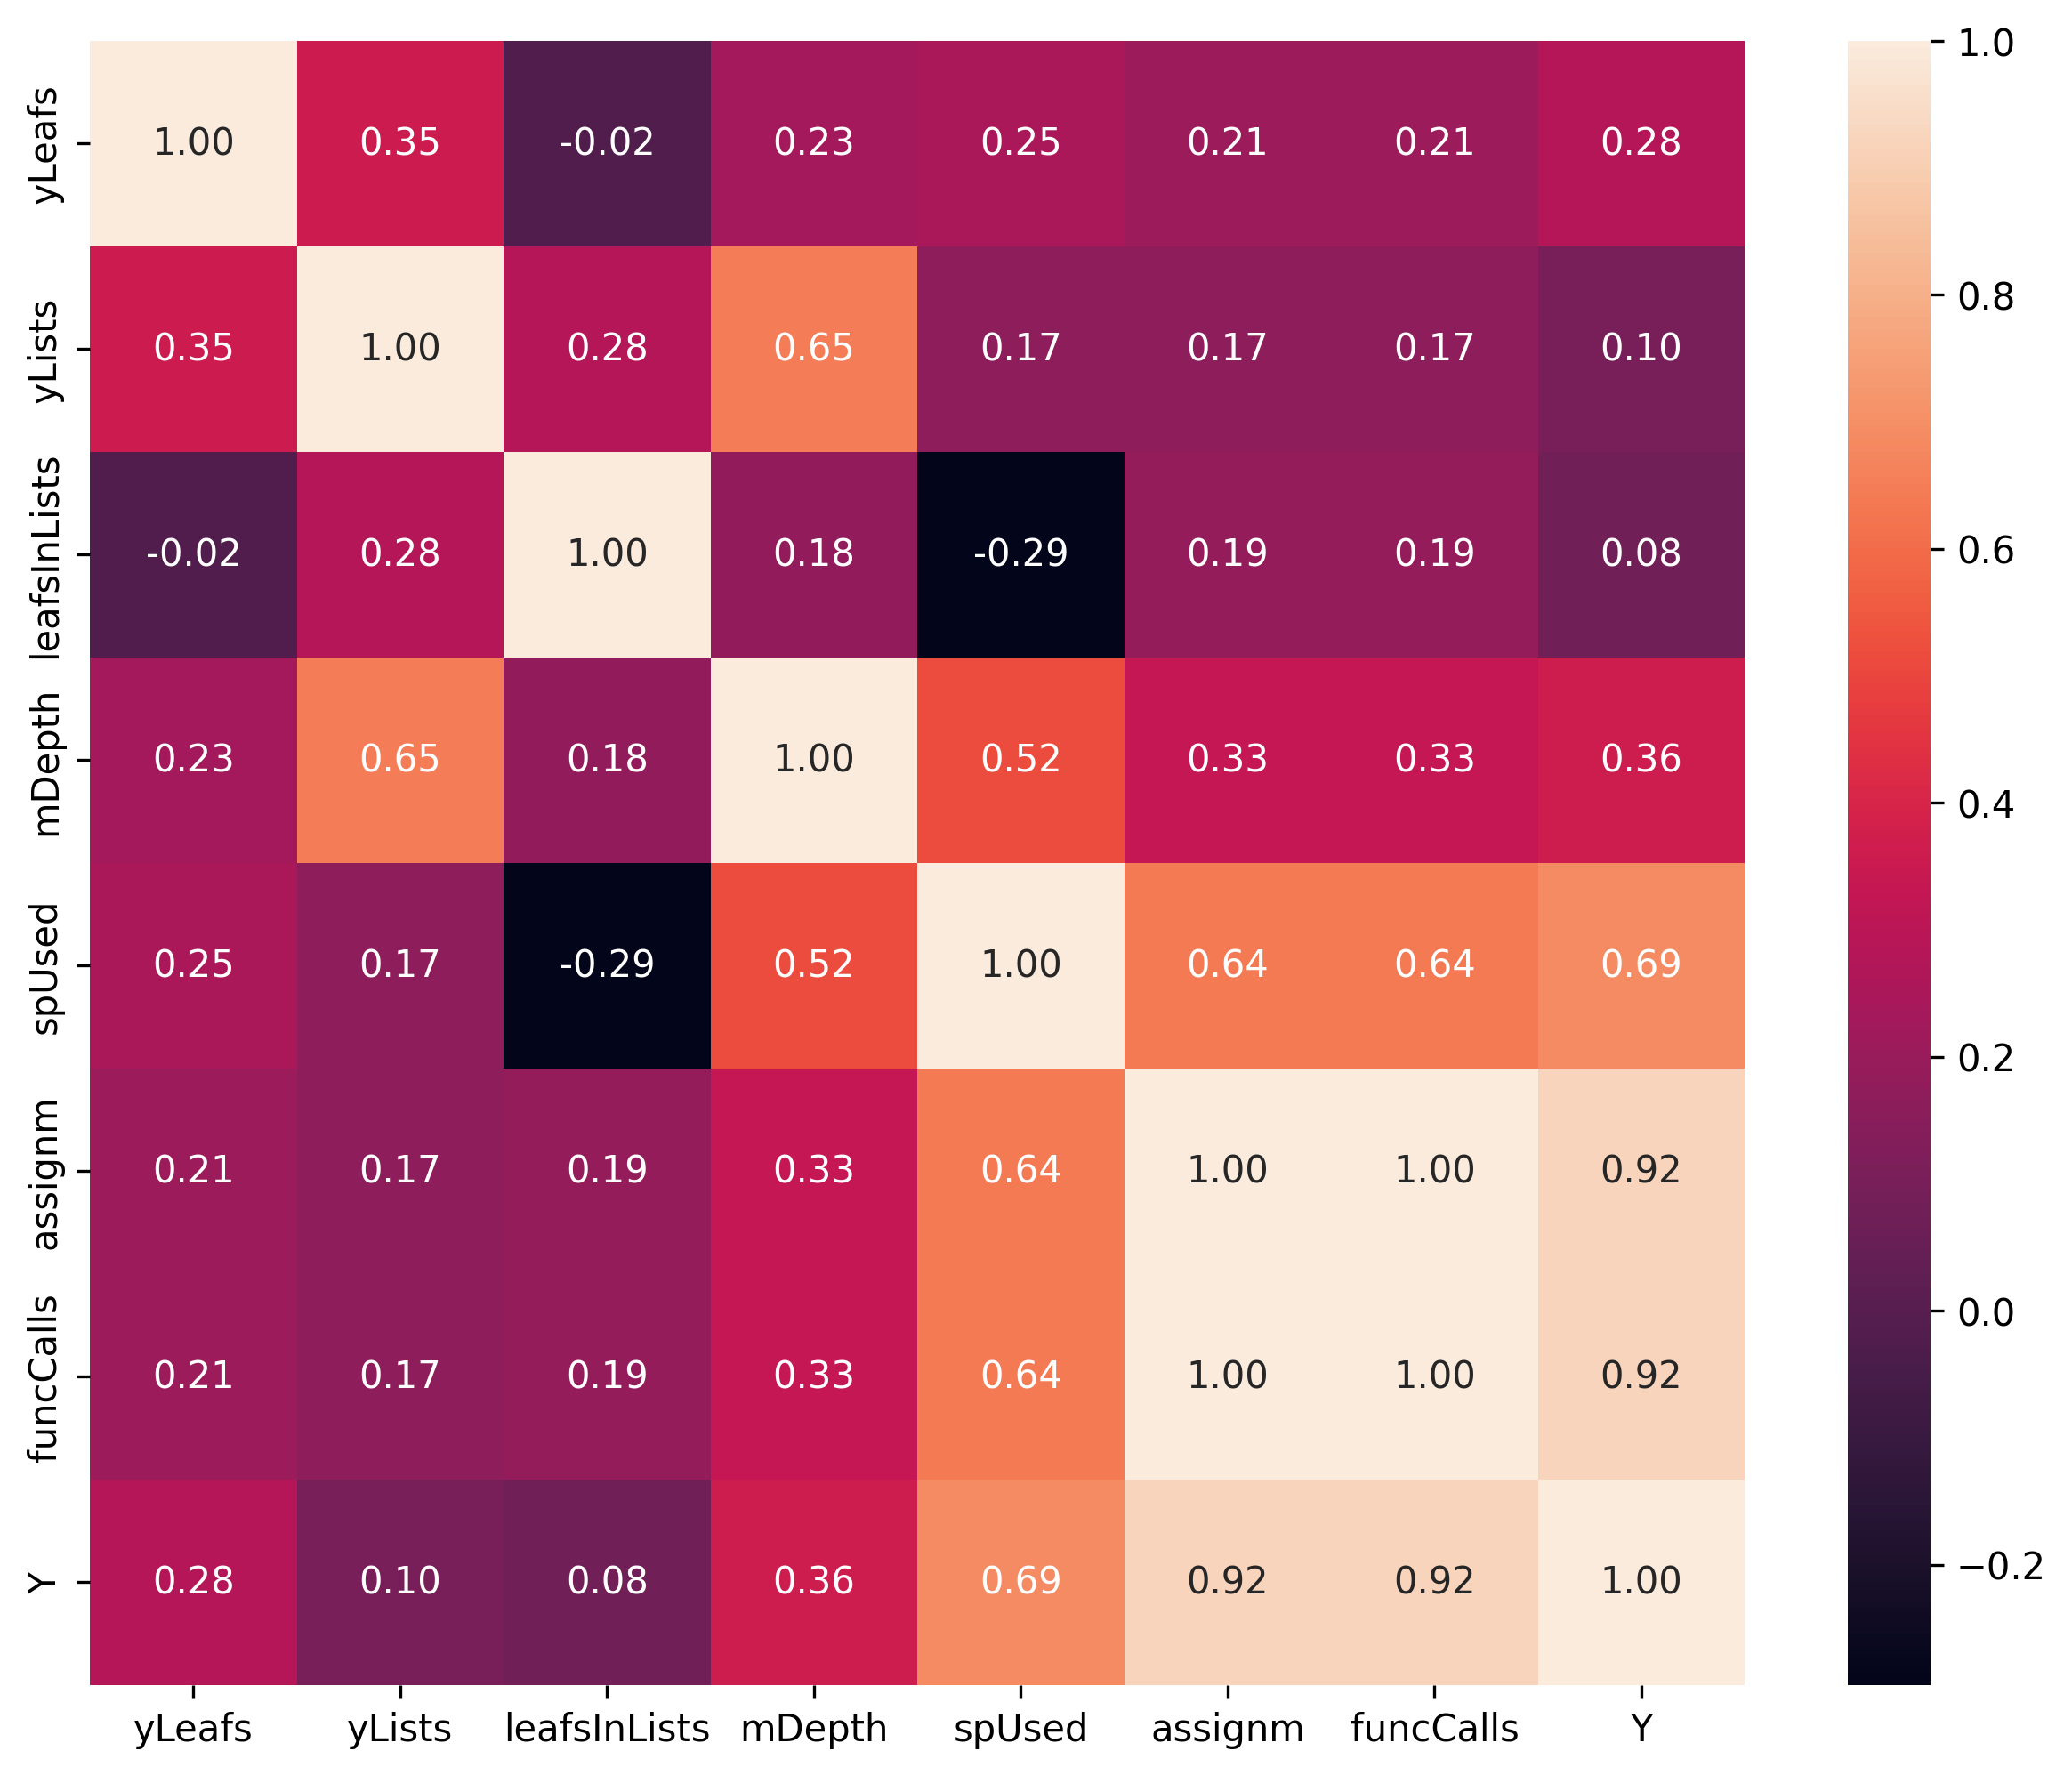 yLeafs 1.00 0.35 -0.02 0.23 0.25 0.21 0.21 0.28
yLists 0.35 1.00 0.28 0.65 0.17 0.17 0.17 0.10
leafsInLists -0.02 0.28 1.00 0.18 -0.29 0.19 0.19 0.08
mDepth 0.23 0.65 0.18 1.00 0.52 0.33 0.33 0.36
spUsed 0.25 0.17 -0.29 0.52 1.00 0.64 0.64 0.69
assignm 0.21 0.17 0.19 0.33 0.64 1.00 1.00 0.92
funcCalls 0.21 0.17 0.19 0.33 0.64 1.00 1.00 0.92
Y 0.28 0.10 0.08 0.36 0.69 0.92 0.92 1.00
yLeafs yLists leafsInLists mDepth spUsed assignm funcCalls Y
1.0
0.8
0.6
0.4
0.2
0.0
−0.2